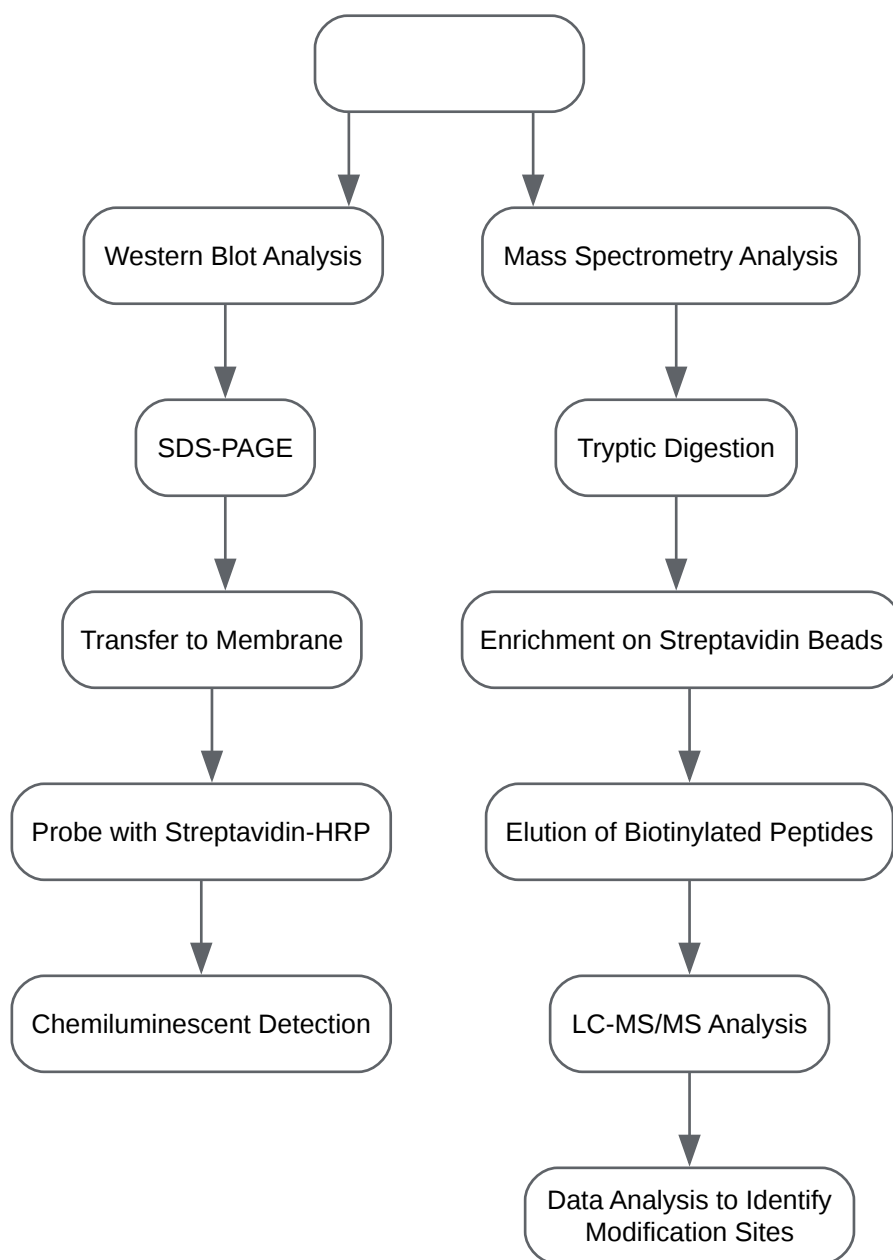 Western Blot Analysis
Mass Spectrometry Analysis
SDS-PAGE
Tryptic Digestion
Transfer to Membrane
Enrichment on Streptavidin Beads
Probe with Streptavidin-HRP
Elution of Biotinylated Peptides
Chemiluminescent Detection
LC-MS/MS Analysis
Data Analysis to Identify
Modification Sites